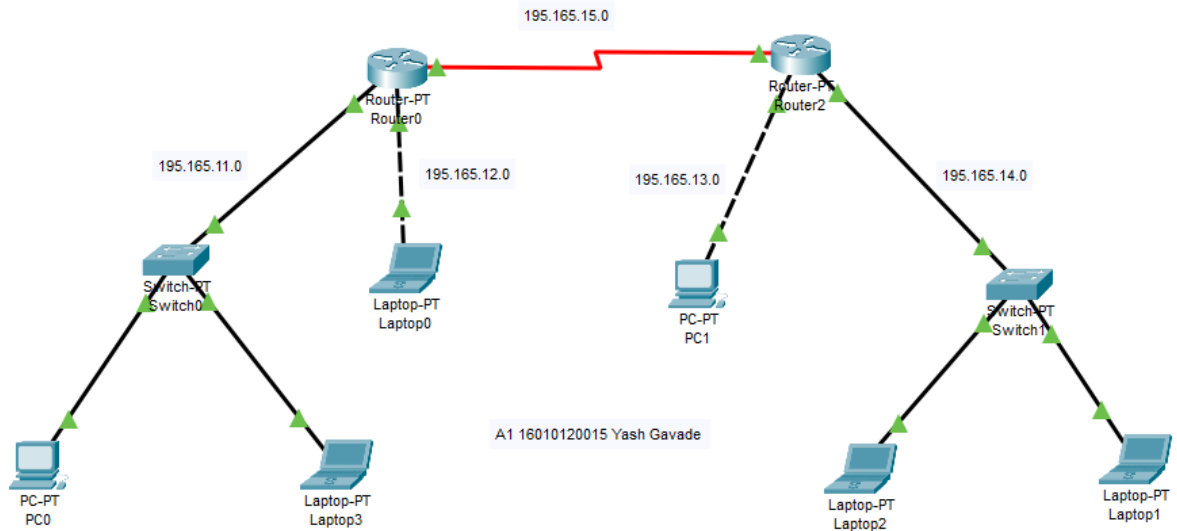 195.165.15.0
Router-PT
Router0
Router-PT
Router2
195.165.11.0
195.165.12.0
195.165.13.0
195.165.14.0
Switch-PT
Switch0
Laptop-PT
Laptop0
PC-PT
PC1
Switch-PT
Switch1
A1 16010120015 Yash Gavade
PC-PT
PC0
Laptop-PT
Laptop3
Laptop-PT
Laptop2
Laptop-PT
Laptop1